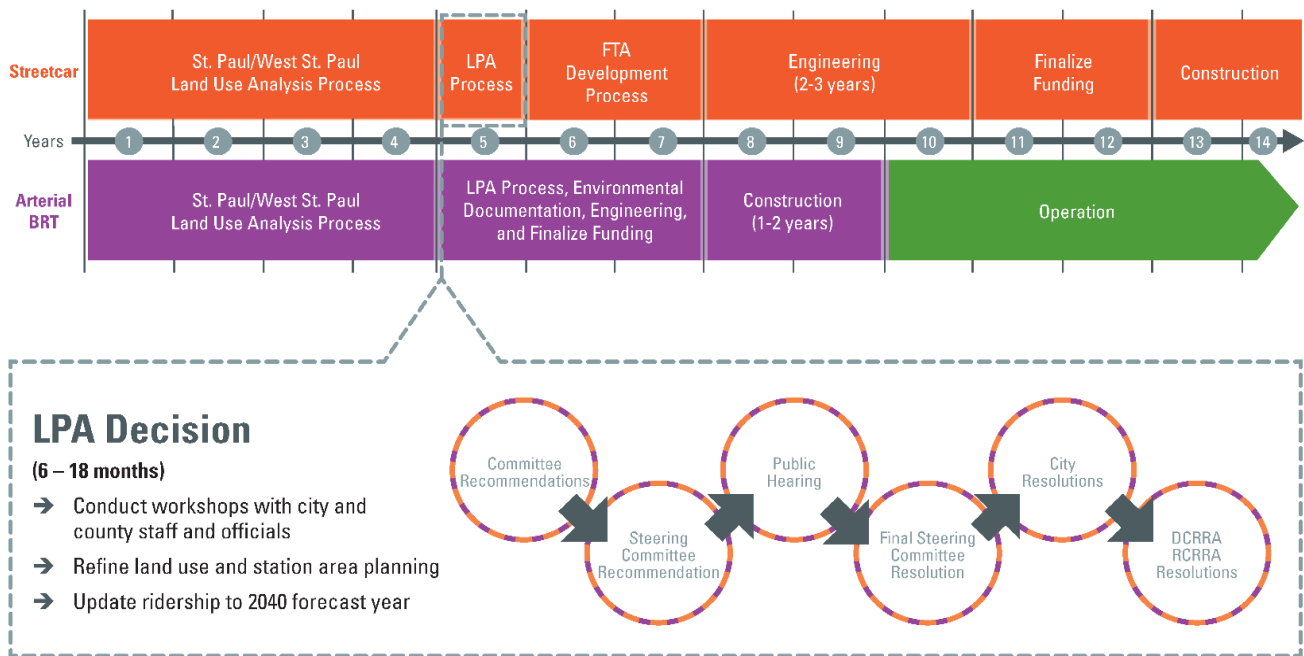 Streetcar
St. Paul/West St. Paul
Land Use Analysis Process
LPA
Process
FTA
Development
Process
Engineering
(2-3 years)
Finalize
Funding
Construction
Years
1
2
3
4
5
6
7
8
9
10
11
12
13
14
Arterial
BRT
St. Paul/West St. Paul
Land Use Analysis Process
LPA Process, Environmental
Documentation, Engineering,
and Finalize Funding
Construction
(1-2 years)
Operation
LPA Decision
(6 – 18 months)
→ Conduct workshops with city and
county staff and officials
→ Refine land use and station area planning
→ Update ridership to 2040 forecast year
Committee
Recommendations
Steering
Committee
Recommendation
Public
Hearing
Final Steering
Committee
Resolution
City
Resolutions
DCRRA
RCRRA
Resolutions